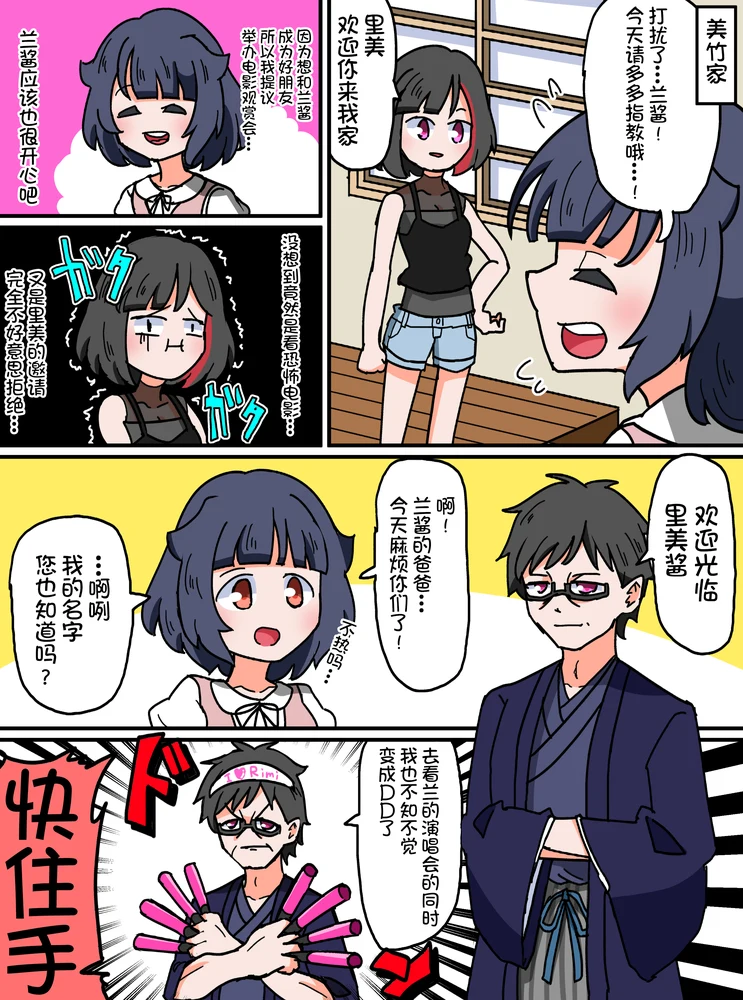 美竹家
打扰了…兰酱！
今天请多多指教哦…！
里美
欢迎你来我家
因为想和兰酱
成为好朋友
所以我提议
举办电影观赏会…
兰酱应该也很开心吧
没想到竟然是看恐怖电影…
又是里美的邀请
完全不好意思拒绝…
ガタ
ガタ
欢迎光临
里美酱
啊！
兰酱的爸爸…
今天麻烦你们了！
不热吗…
…啊咧
我的名字
您也知道吗？
去看兰的演唱会的同时
我也不知不觉
变成DD了
I♥Rimi
ドン
快住手